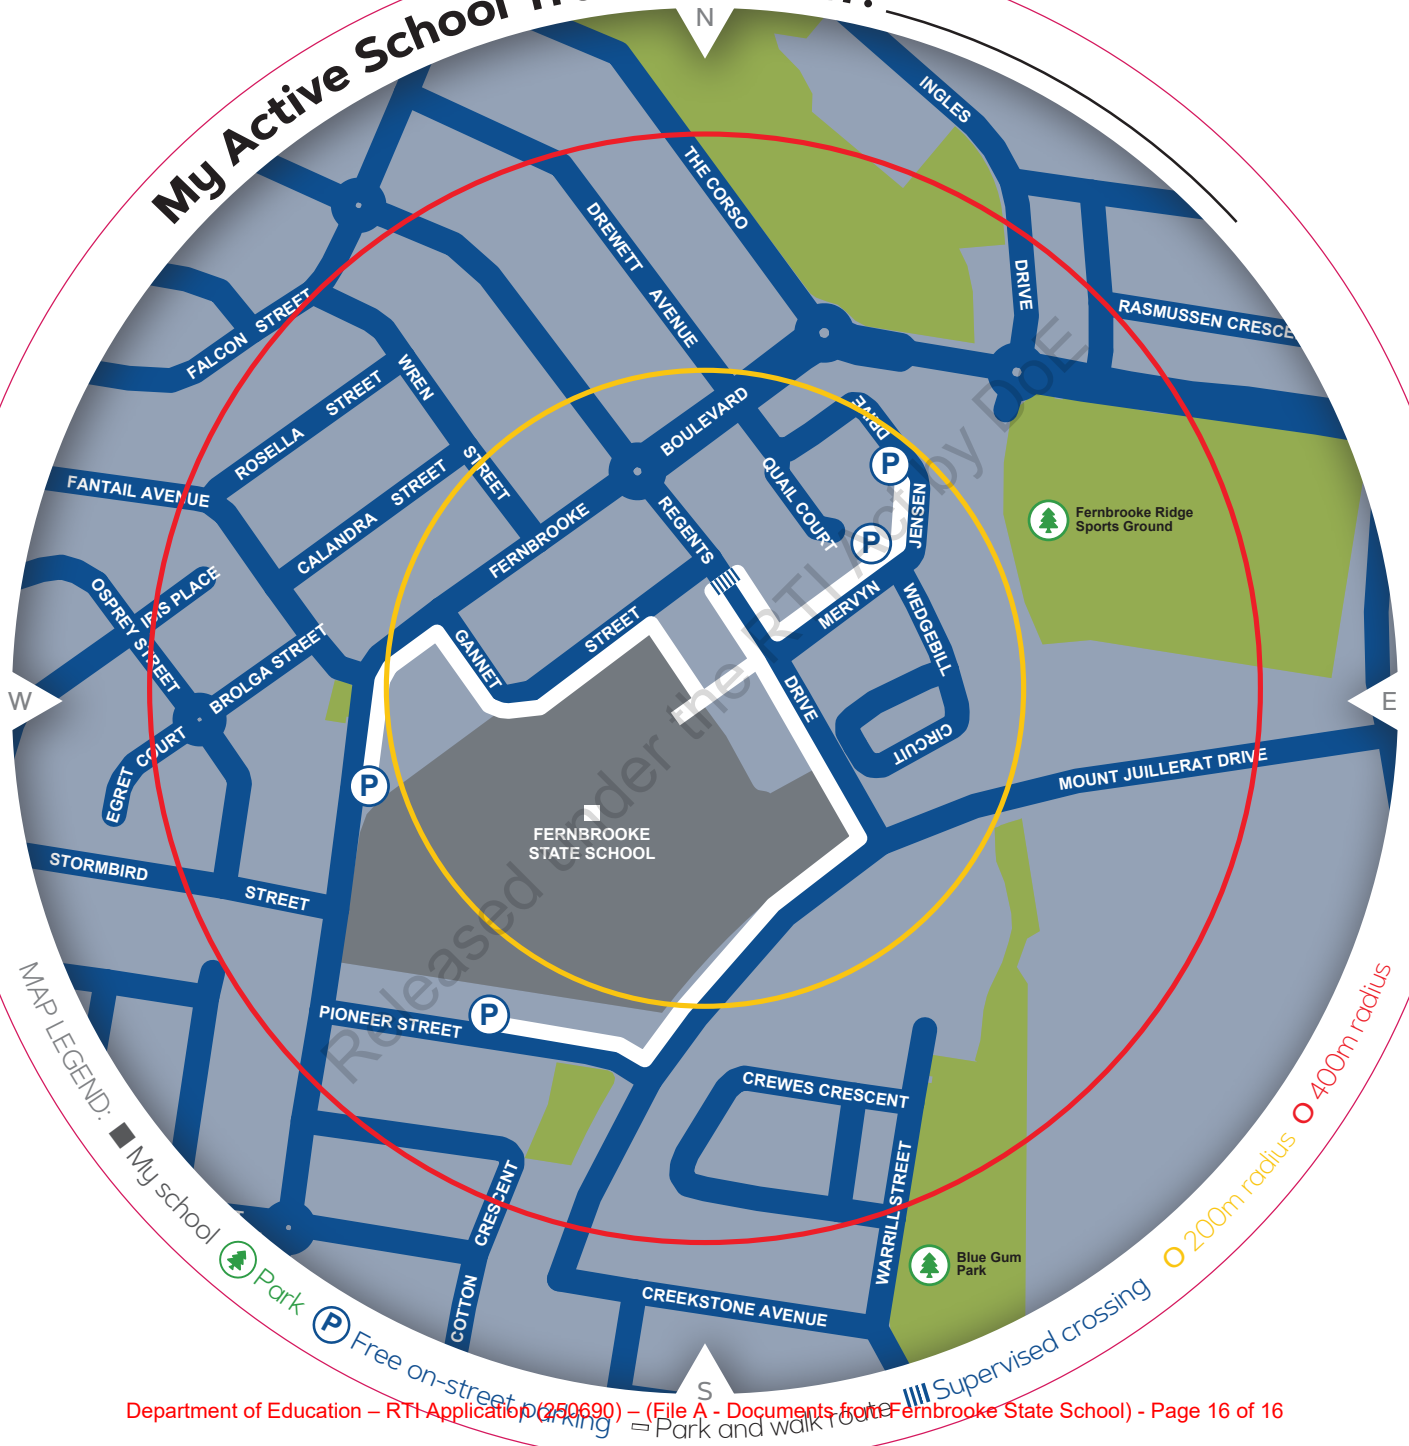 My Active School
N
INGLES
THE CORSO
DREWETT
AVENUE
DRIVE
RASMUSSEN
FALCON STREET
WREN
STREET
ROSELLA STREET
BOULEVARD
DRIVE
P
QUAIL COURT
JENSEN
P
FANTAIL AVENUE
CALANDRA STREET
FERNBROOKE
REGENTS
Fernbrooke Ridge
Sports Ground
OSPREY STREET
IBIS PLACE
BROLGA STREET
GANNET
STREET
MERVYN
WEDGEBILL
CIRCUIT
DRIVE
W
E
EGRET COURT
P
MOUNT JUILLERAT DRIVE
FERNBROOKE
STATE SCHOOL
STORMBIRD
STREET
PIONEER STREET
P
CREWES CRESCENT
WARRILL STREET
COTTON
CRESCENT
CREEKSTONE AVENUE
Blue Gum
Park
S
Released under the RTI Act by DoE
MAP LEGEND:
My school
Park
P Free on-street parking
Park and walk route
Supervised crossing
200m radius
400m radius
Department of Education – RTI Application (250690) – (File A - Documents from Fernbrooke State School) - Page 16 of 16